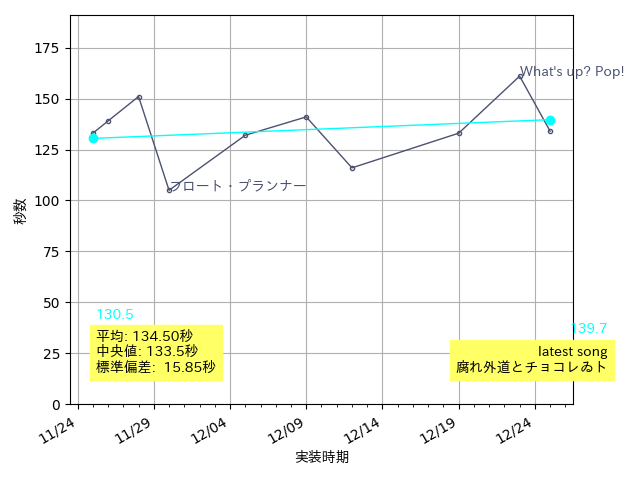 175
What's up? Pop!
150
125
フロート・プランナー
100
秒数
75
50
130.5
139.7
平均: 134.50秒
中央値: 133.5秒
標準偏差: 15.85秒
latest song
腐れ外道とチョコレゐト
25
0
11/24 11/29 12/04 12/09 12/14 12/19 12/24
実装時期